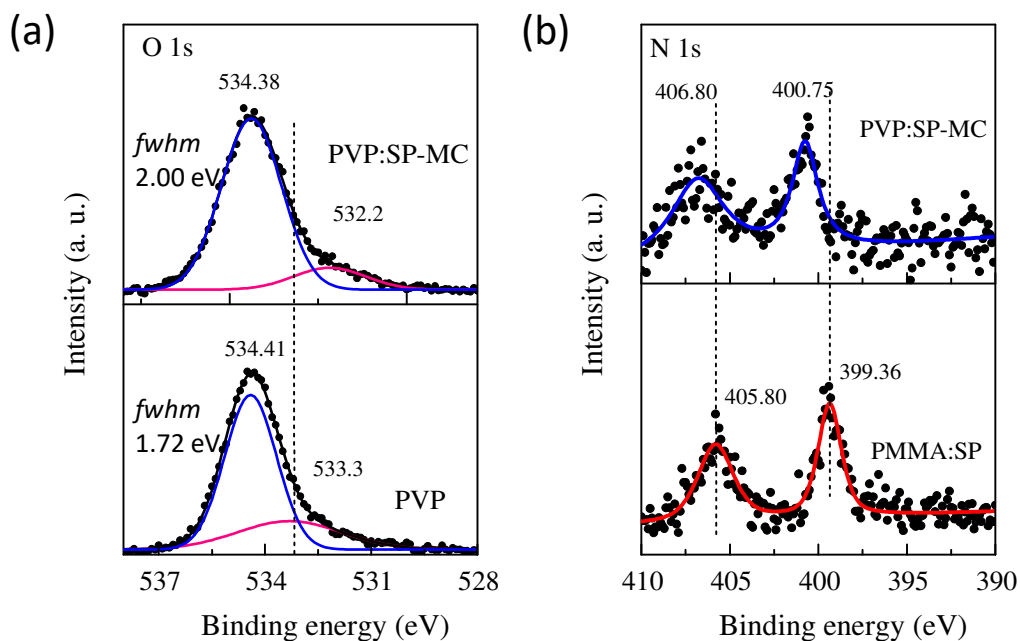 (a)
O 1s
534.38
fwhm
2.00 eV
PVP:SP-MC
532.2
534.41
fwhm
1.72 eV
533.3
PVP
Intensity (a. u.)
537
534
531
528
Binding energy (eV)
(b)
N 1s
406.80
400.75
PVP:SP-MC
399.36
405.80
PMMA:SP
Intensity (a. u.)
410
405
400
395
390
Binding energy (eV)